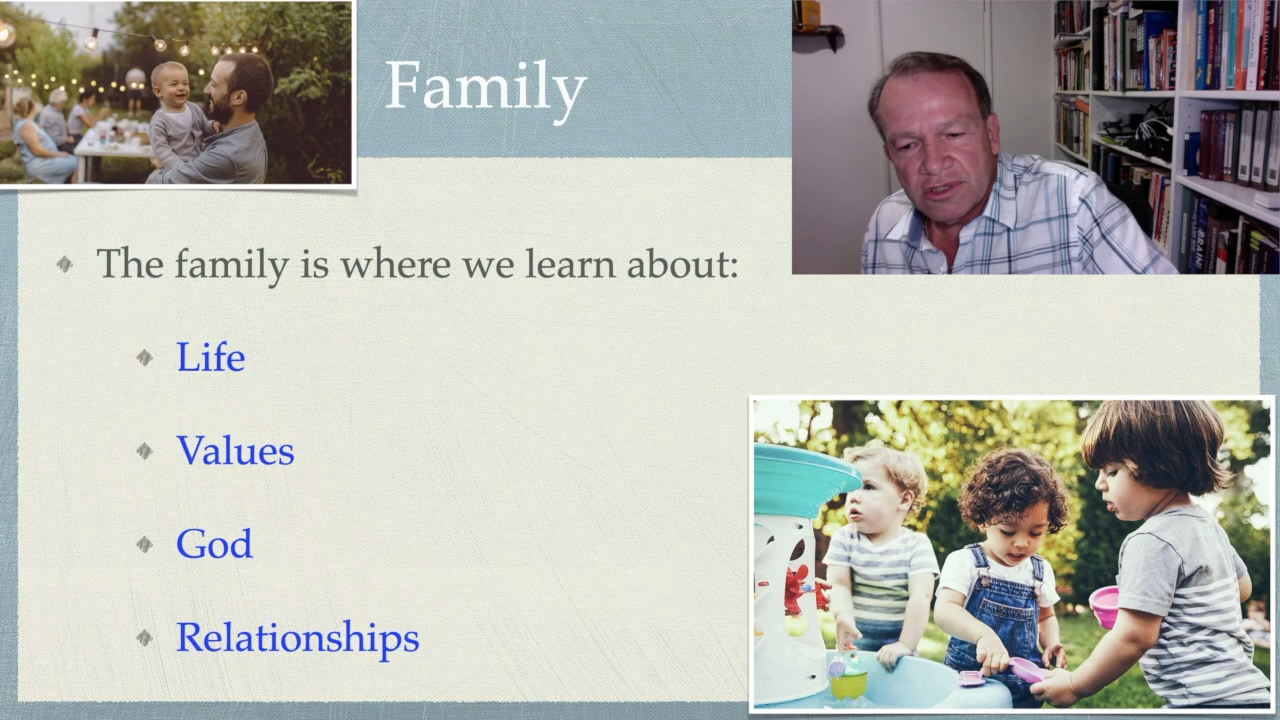 Family
The family is where we learn about:
Life
Values
God
Relationships